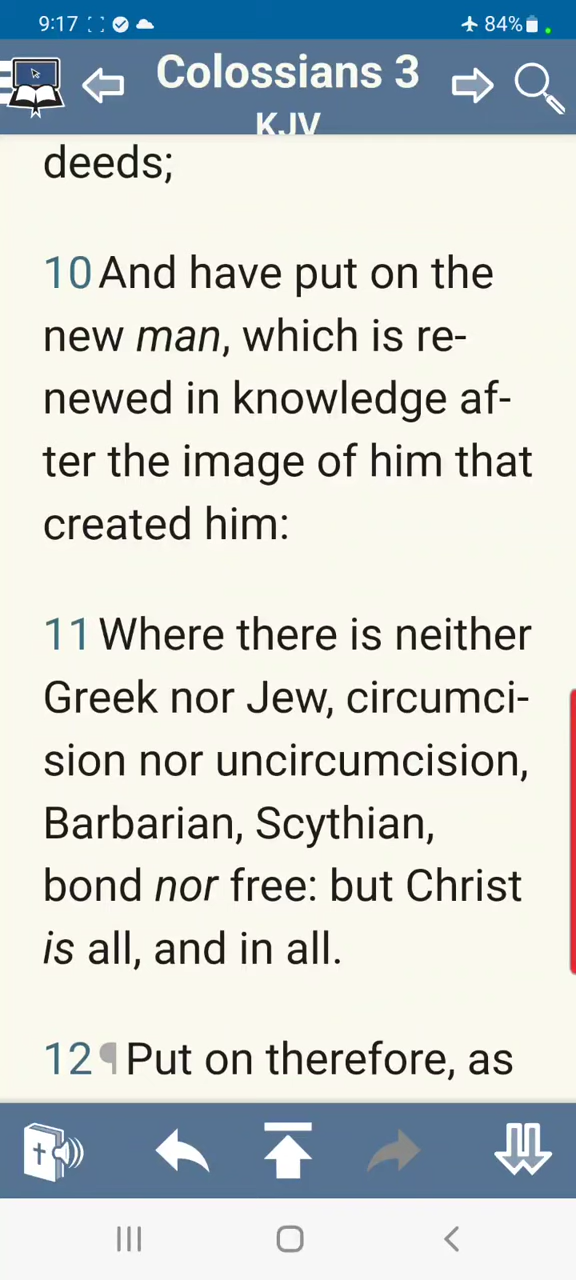 9:17 84%
Colossians 3
KJV
deeds;
10 And have put on the
new man, which is re-
newed in knowledge af-
ter the image of him that
created him:
11 Where there is neither
Greek nor Jew, circumci-
sion nor uncircumcision,
Barbarian, Scythian,
bond nor free: but Christ
is all, and in all.
12 ¶ Put on therefore, as